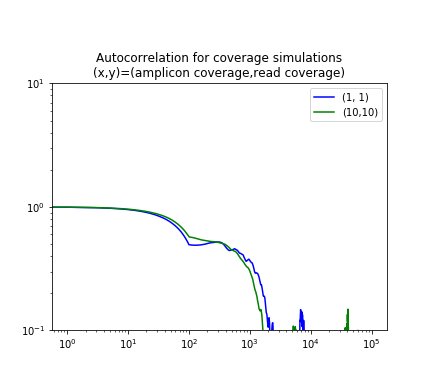 Autocorrelation for coverage simulations
(x,y)=(amplicon coverage,read coverage)
10¹
(1, 1)
(10,10)
10⁰
10⁻¹
10⁰ 10¹ 10² 10³ 10⁴ 10⁵